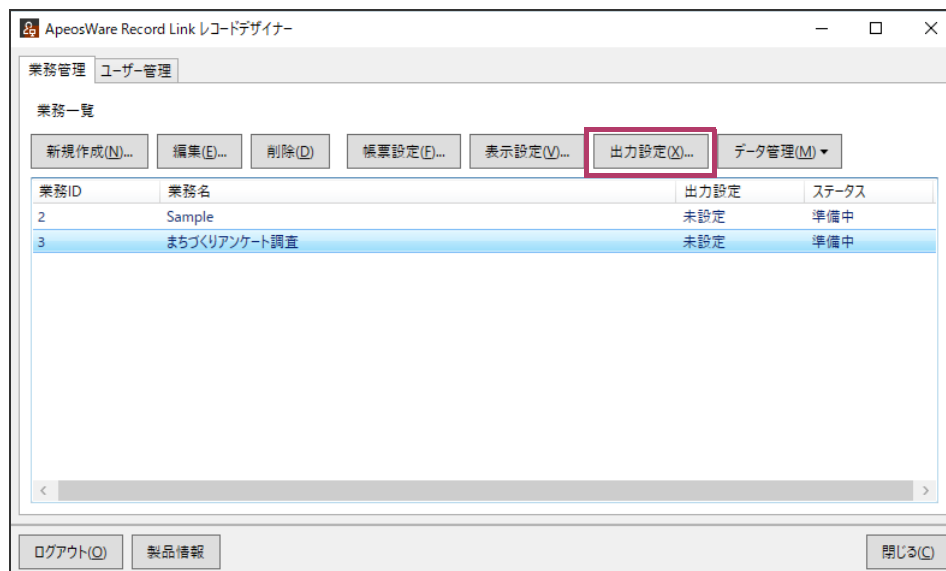 ApeosWare Record Link レコードデザイナー
業務管理 ユーザー管理
業務一覧
新規作成(N)... 編集(E)... 削除(D) 帳票設定(F)... 表示設定(V)... 出力設定(X)... データ管理(M)▼
業務ID 業務名 出力設定 ステータス
2 Sample 未設定 準備中
3 まちづくりアンケート調査 未設定 準備中
ログアウト(O) 製品情報 閉じる(C)